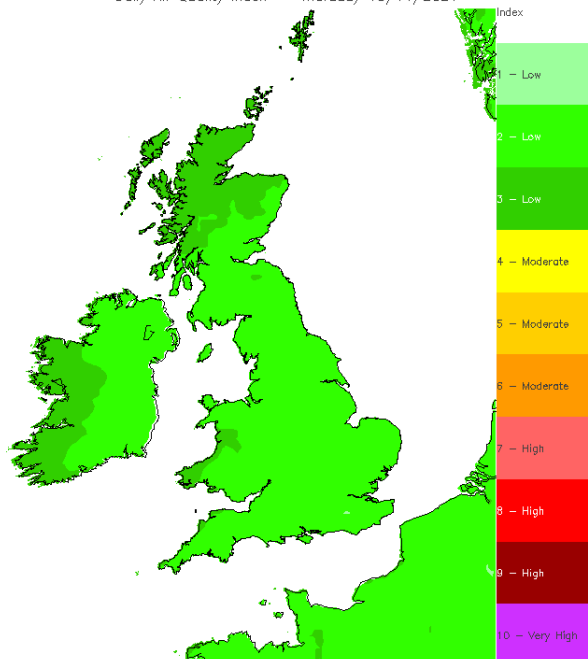 Index
1 - Low
2 - Low
3 - Low
4 - Moderate
5 - Moderate
6 - Moderate
7 - High
8 - High
9 - High
10 - Very High